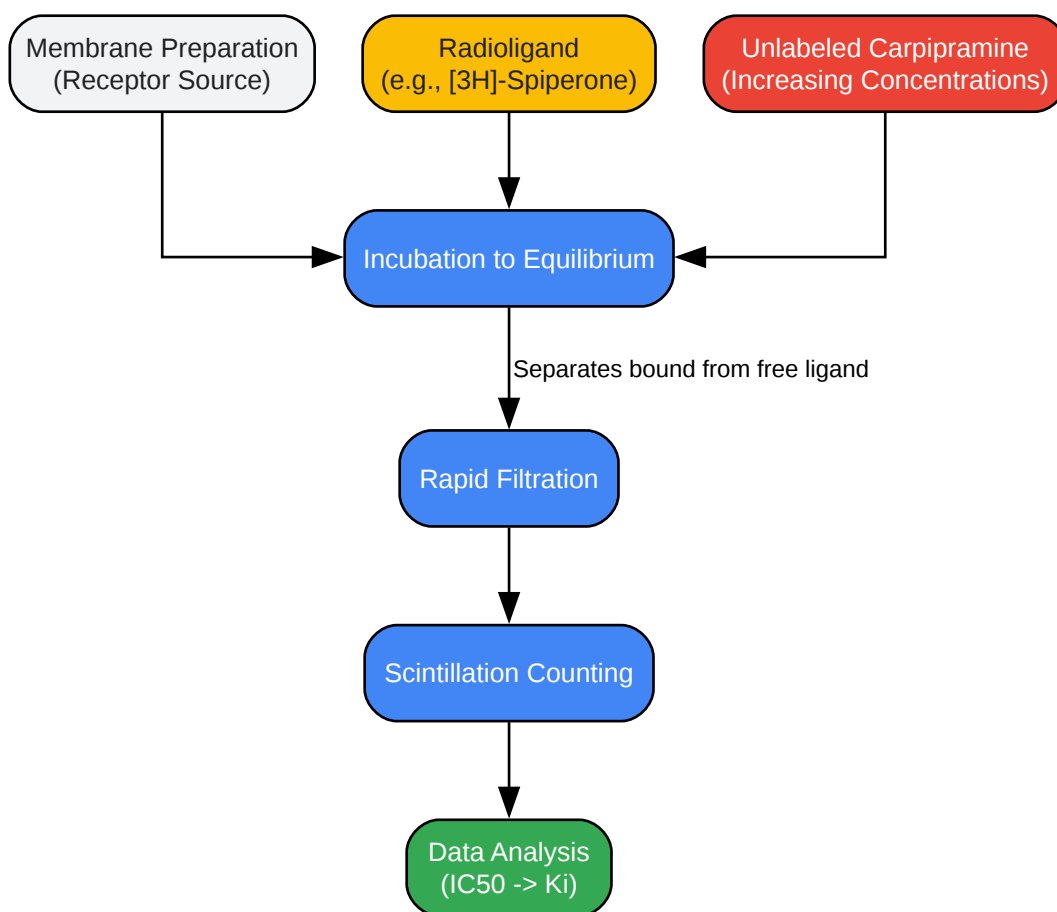 Membrane Preparation
(Receptor Source)
Radioligand
(e.g., [3H]-Spiperone)
Unlabeled Carpipramine
(Increasing Concentrations)
Incubation to Equilibrium
Separates bound from free ligand
Rapid Filtration
Scintillation Counting
Data Analysis
(IC50 -> Ki)